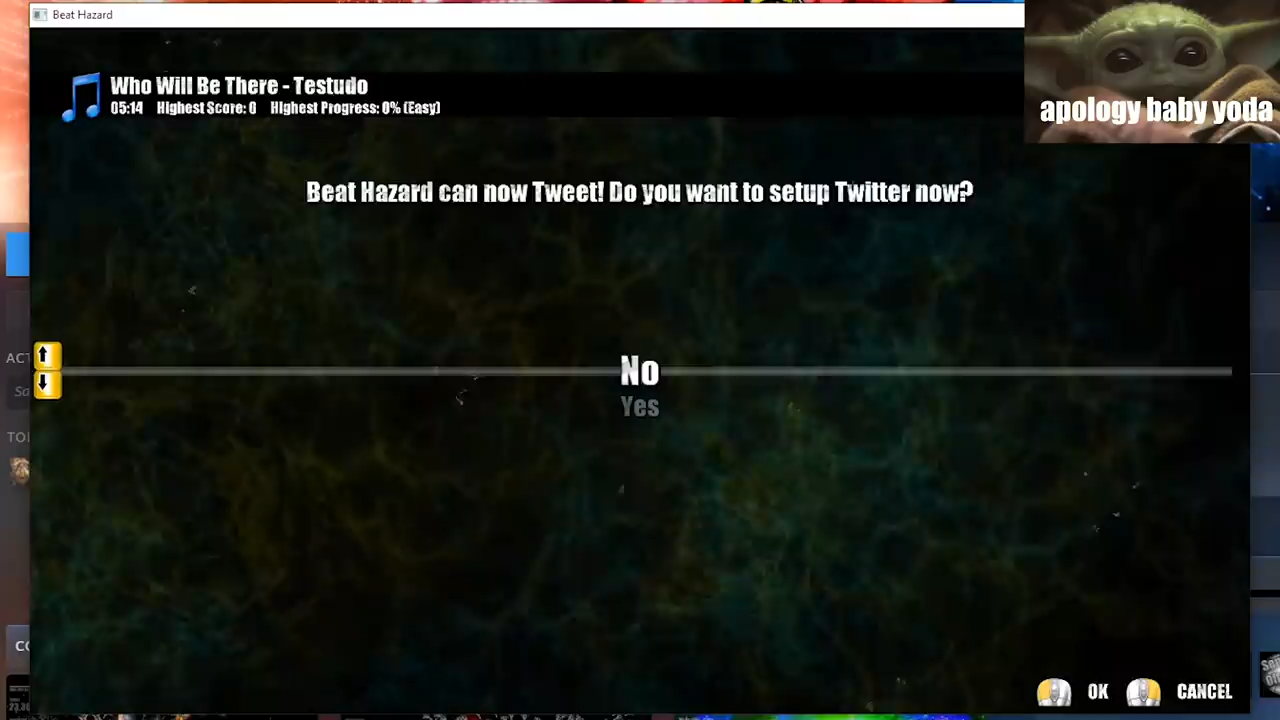 Beat Hazard
Who Will Be There - Testudo
05:14 Highest Score: 0 Highest Progress: 0% (Easy)
apology baby yoda
Beat Hazard can now Tweet! Do you want to setup Twitter now?
No
Yes
OK CANCEL